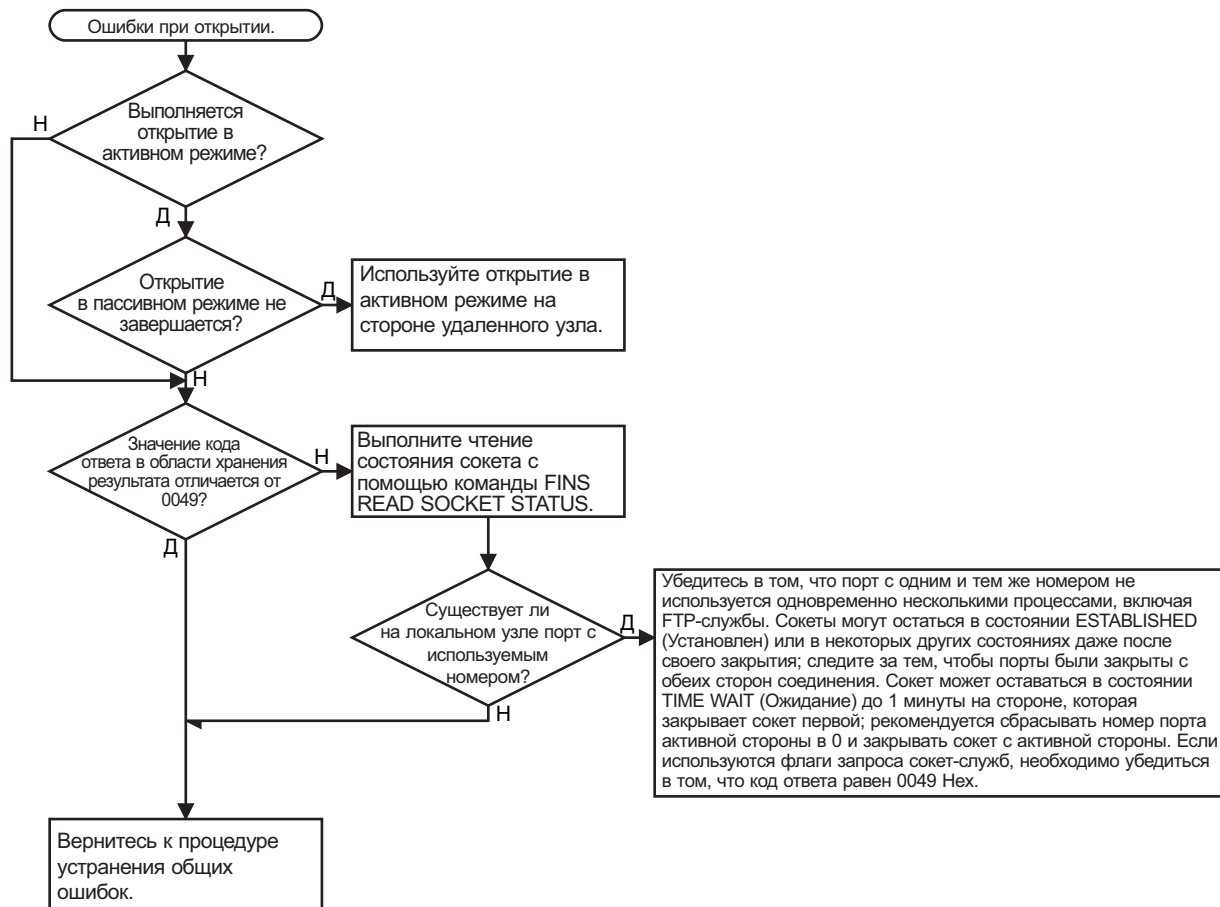 Ошибки при открытии.
Н
Выполняется
открытие в
активном режиме?
Д
Открытие
в пассивном режиме не
завершается?
Д
Используйте открытие в
активном режиме на
стороне удаленного узла.
Н
Значение кода
ответа в области хранения
результата отличается от
0049?
Н
Выполните чтение
состояния сокета с
помощью команды FINS
READ SOCKET STATUS.
Д
Существует ли
на локальном узле порт с
используемым
номером?
Д
Убедитесь в том, что порт с одним и тем же номером не
используется одновременно несколькими процессами, включая
FTP-службы. Сокеты могут остаться в состоянии ESTABLISHED
(Установлен) или в некоторых других состояниях даже после
своего закрытия; следите за тем, чтобы порты были закрыты с
обеих сторон соединения. Сокет может оставаться в состоянии
TIME WAIT (Ожидание) до 1 минуты на стороне, которая
закрывает сокет первой; рекомендуется сбрасывать номер порта
активной стороны в 0 и закрывать сокет с активной стороны. Если
используются флаги запроса сокет-служб, необходимо убедиться
в том, что код ответа равен 0049 Hex.
Н
Вернитесь к процедуре
устранения общих
ошибок.